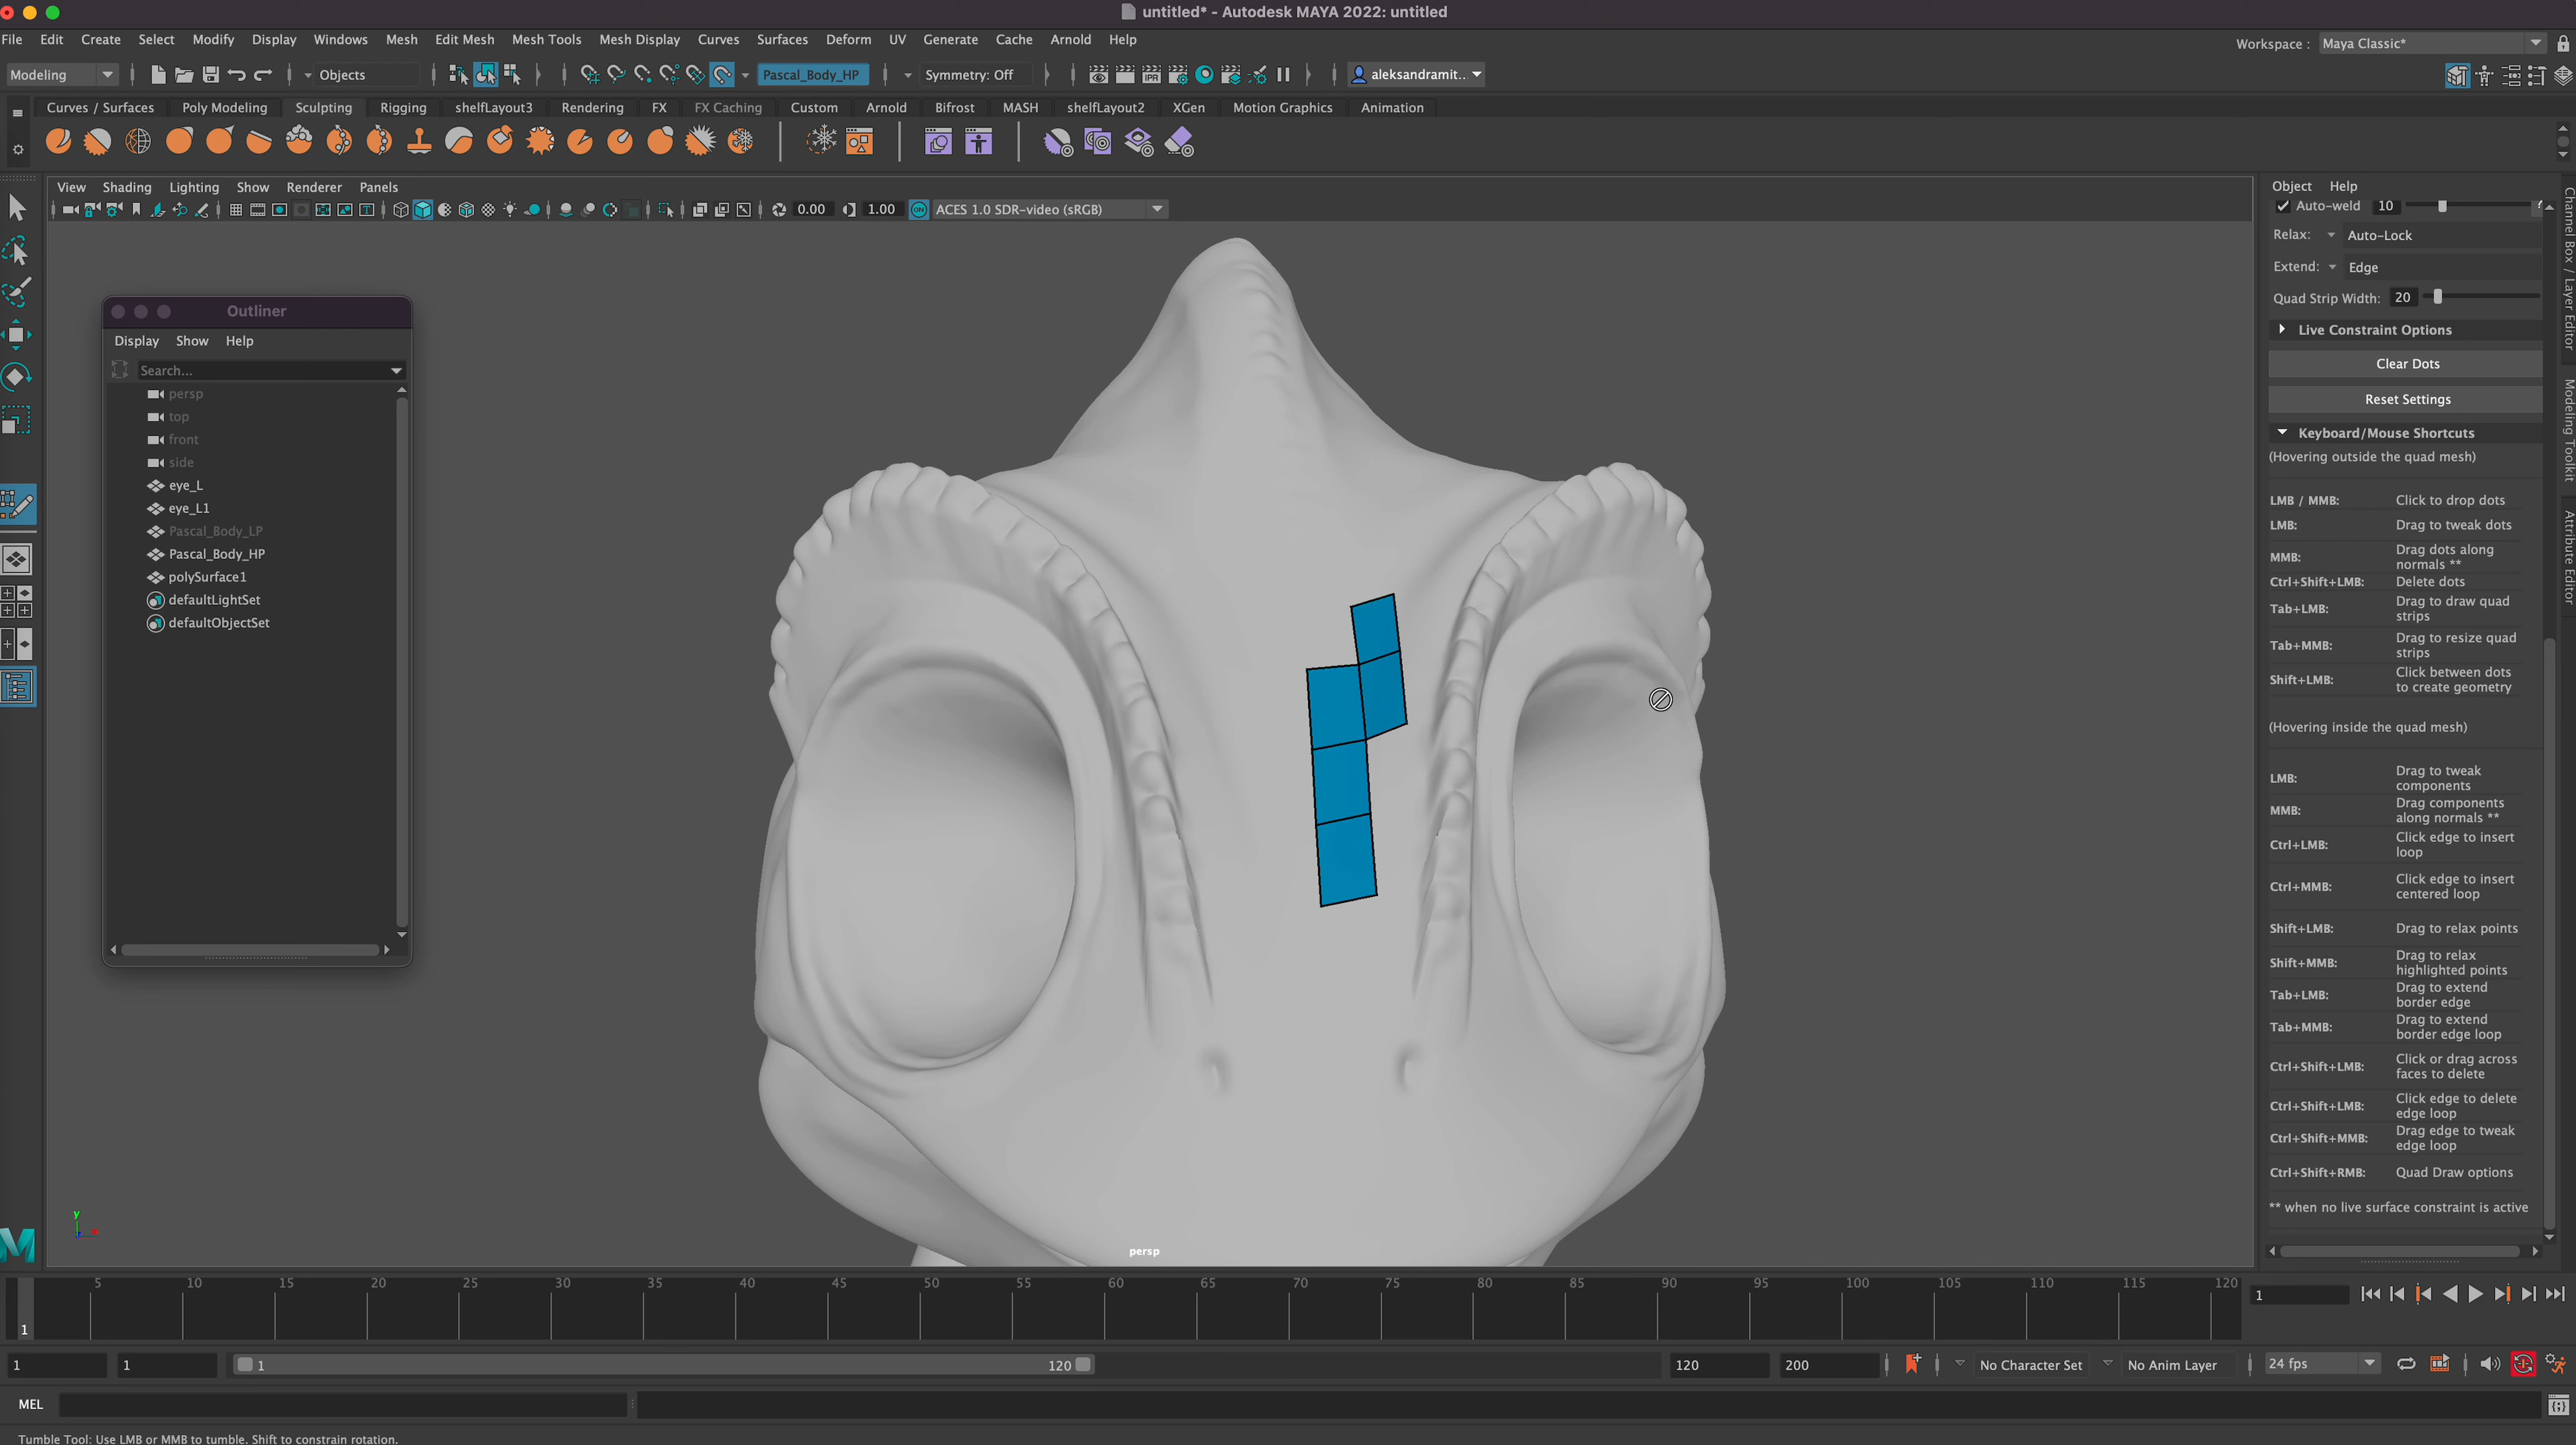 untitled* - Autodesk MAYA 2022: untitled
File Edit Create Select Modify Display Windows Mesh Edit Mesh Mesh Tools Mesh Display Curves Surfaces Deform UV Generate Cache Arnold Help
Workspace : Maya Classic*
Modeling Objects Pascal_Body_HP Symmetry: Off IPR aleksandramit...
Curves / Surfaces Poly Modeling Sculpting Rigging shelfLayout3 Rendering FX FX Caching Custom Arnold Bifrost MASH shelfLayout2 XGen Motion Graphics Animation
View Shading Lighting Show Renderer Panels
0.00 1.00 ON ACES 1.0 SDR-video (sRGB)
Outliner
Display Show Help
Search...
persp
top
front
side
eye_L
eye_L1
Pascal_Body_LP
Pascal_Body_HP
polySurface1
defaultLightSet
defaultObjectSet
y
persp
Object Help
Auto-weld 10
Relax: Auto-Lock
Extend: Edge
Quad Strip Width: 20
Live Constraint Options
Clear Dots
Reset Settings
Keyboard/Mouse Shortcuts
(Hovering outside the quad mesh)
LMB / MMB: Click to drop dots
LMB: Drag to tweak dots
MMB: Drag dots along
normals **
Ctrl+Shift+LMB: Delete dots
Tab+LMB: Drag to draw quad
strips
Tab+MMB: Drag to resize quad
strips
Shift+LMB: Click between dots
to create geometry
(Hovering inside the quad mesh)
LMB: Drag to tweak
components
MMB: Drag components
along normals **
Ctrl+LMB: Click edge to insert
loop
Ctrl+MMB: Click edge to insert
centered loop
Shift+LMB: Drag to relax points
Shift+MMB: Drag to relax
highlighted points
Tab+LMB: Drag to extend
border edge
Tab+MMB: Drag to extend
border edge loop
Ctrl+Shift+LMB: Click or drag across
faces to delete
Ctrl+Shift+LMB: Click edge to delete
edge loop
Ctrl+Shift+MMB: Drag edge to tweak
edge loop
Ctrl+Shift+RMB: Quad Draw options
** when no live surface constraint is active
Channel Box / Layer Editor
Modeling Toolkit
Attribute Editor
5 10 15 20 25 30 35 40 45 50 55 60 65 70 75 80 85 90 95 100 105 110 115 120
1
1
1 1 1 120 120 200 No Character Set No Anim Layer 24 fps
MEL
Tumble Tool: Use LMB or MMB to tumble. Shift to constrain rotation.